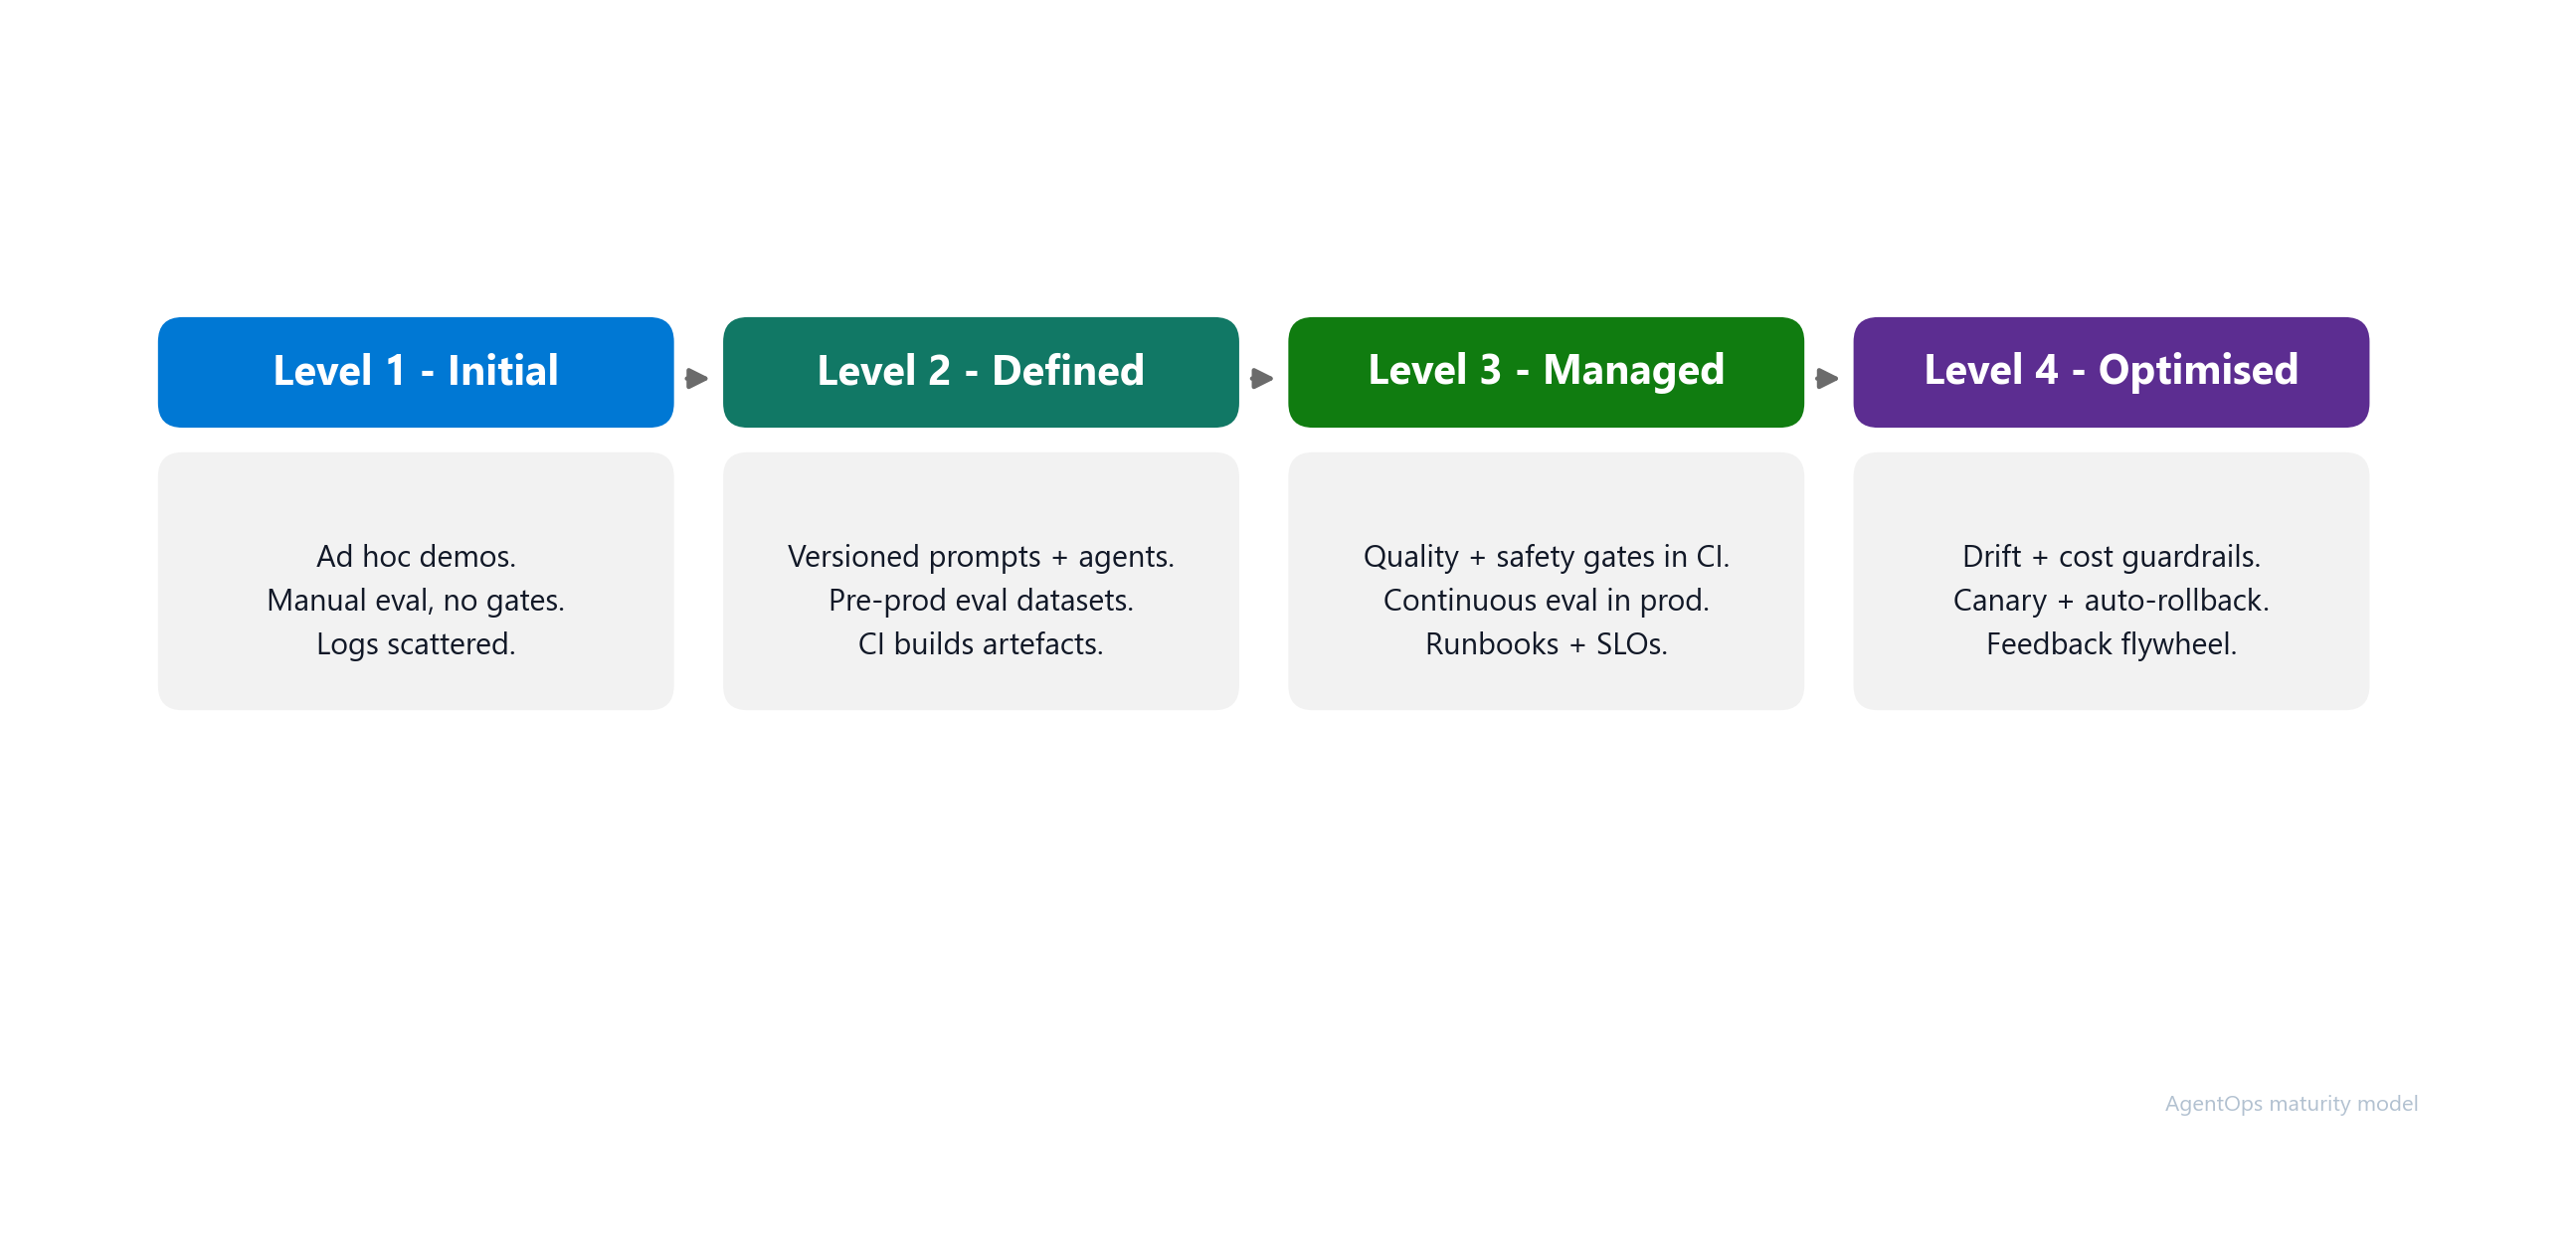 Level 1 - Initial
Ad hoc demos.
Manual eval, no gates.
Logs scattered.
Level 2 - Defined
Versioned prompts + agents.
Pre-prod eval datasets.
CI builds artefacts.
Level 3 - Managed
Quality + safety gates in CI.
Continuous eval in prod.
Runbooks + SLOs.
Level 4 - Optimised
Drift + cost guardrails.
Canary + auto-rollback.
Feedback flywheel.
AgentOps maturity model